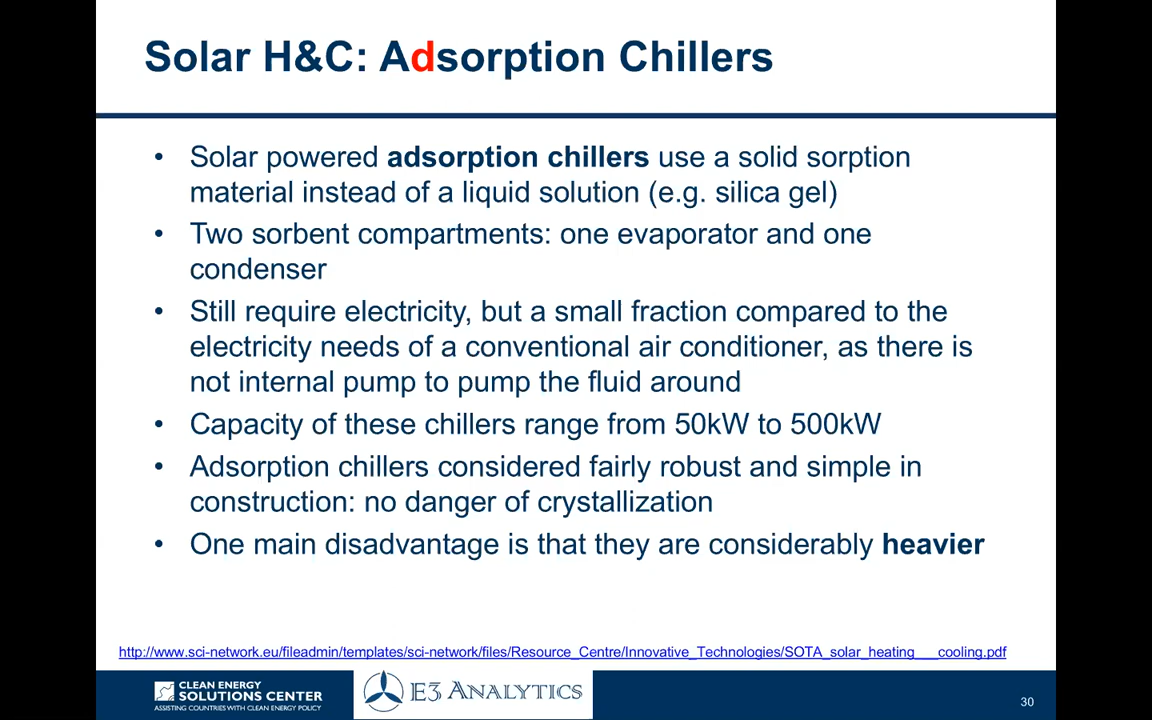 Solar H&C: Adsorption Chillers
• Solar powered adsorption chillers use a solid sorption
material instead of a liquid solution (e.g. silica gel)
• Two sorbent compartments: one evaporator and one
condenser
• Still require electricity, but a small fraction compared to the
electricity needs of a conventional air conditioner, as there is
not internal pump to pump the fluid around
• Capacity of these chillers range from 50kW to 500kW
• Adsorption chillers considered fairly robust and simple in
construction: no danger of crystallization
• One main disadvantage is that they are considerably heavier
http://www.sci-network.eu/fileadmin/templates/sci-network/files/Resource_Centre/Innovative_Technologies/SOTA_solar_heating___cooling.pdf
CLEAN ENERGY
SOLUTIONS CENTER
ASSISTING COUNTRIES WITH CLEAN ENERGY POLICY
E3 ANALYTICS
30